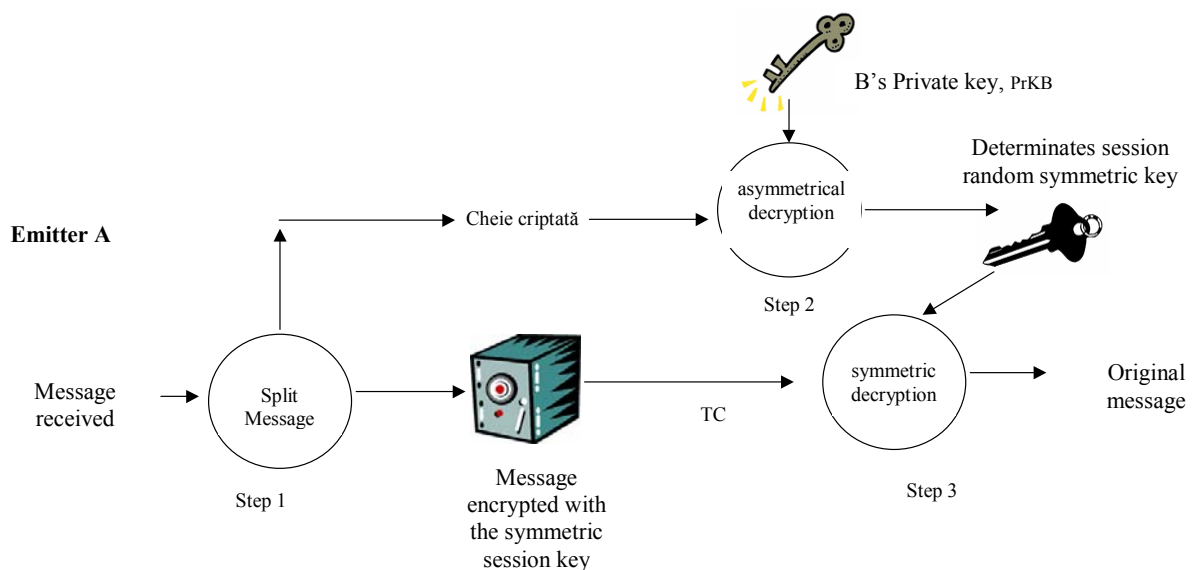 B's Private key, PrKB
Determinates session
random symmetric key
asymmetrical
decryption
Cheie criptată
Emitter A
Step 2
Message
received
Split
Message
TC
symmetric
decryption
Original
message
Step 1
Message
encrypted with
the symmetric
session key
Step 3